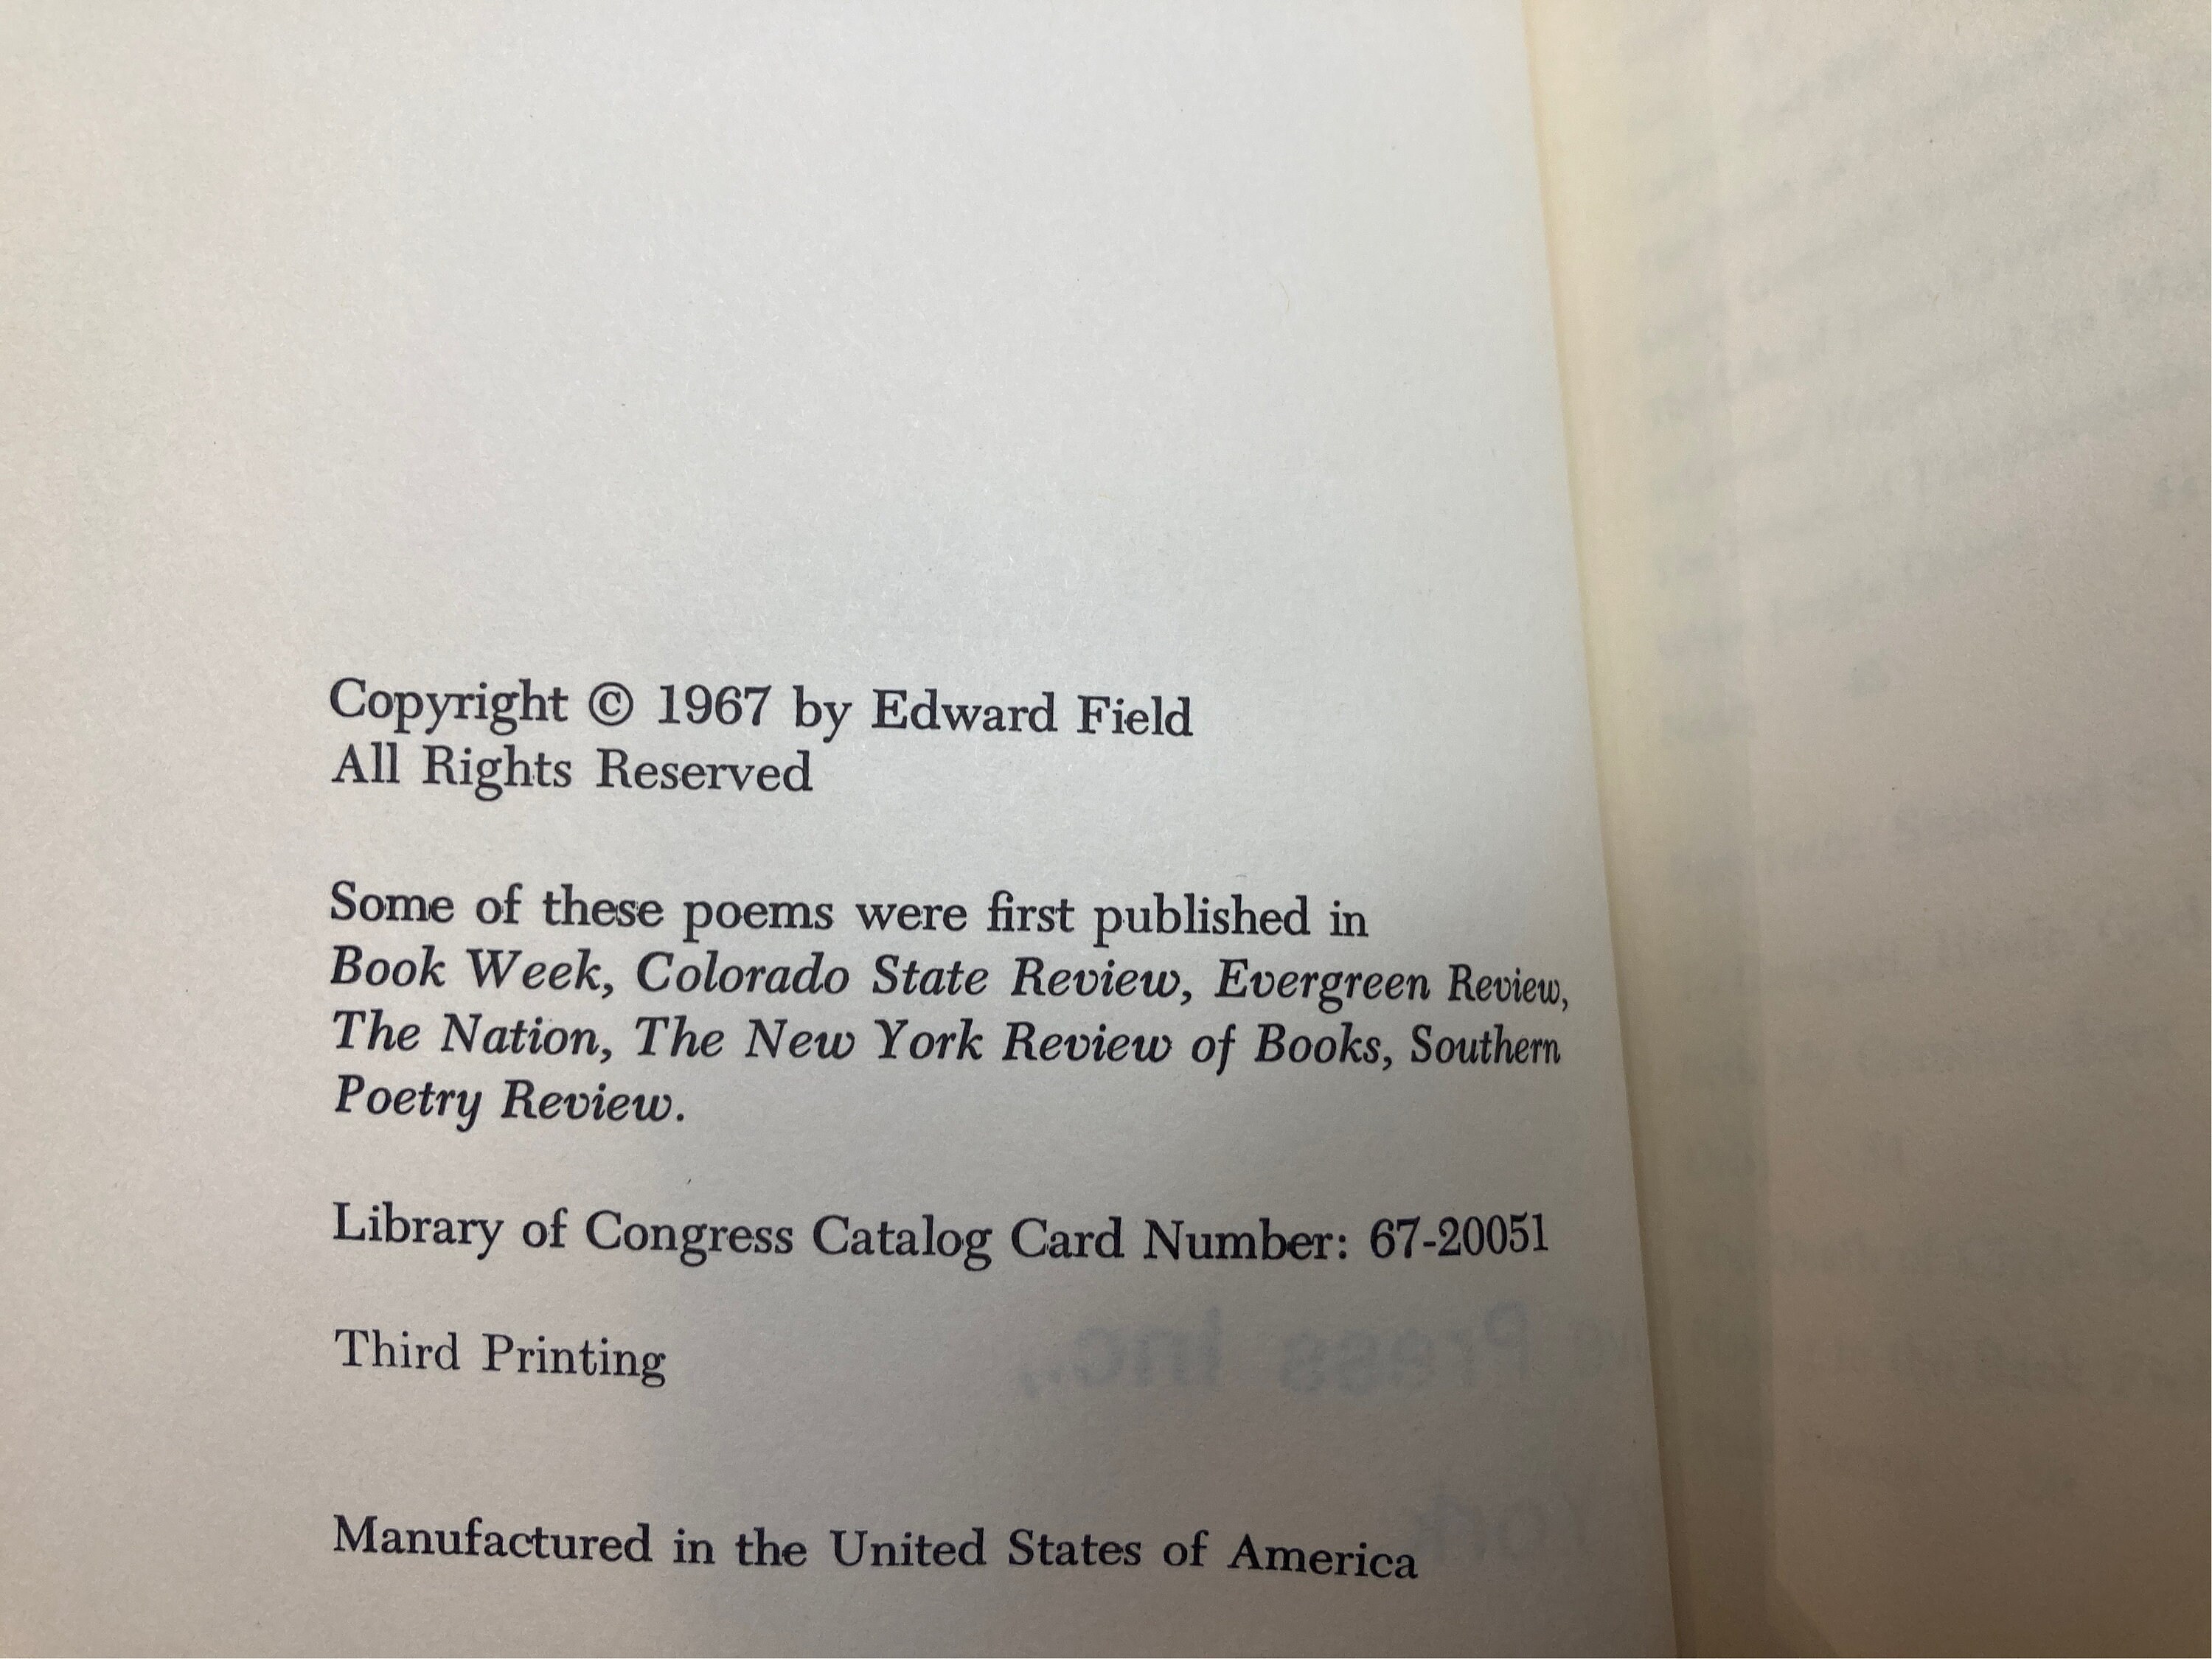 Copyright © 1967 by Edward Field
All Rights Reserved
Some of these poems were first published in
Book Week, Colorado State Review, Evergreen Review,
The Nation, The New York Review of Books, Southern
Poetry Review.
Library of Congress Catalog Card Number: 67-20051
Third Printing
Press Inc.,
Manufactured in the United States of America